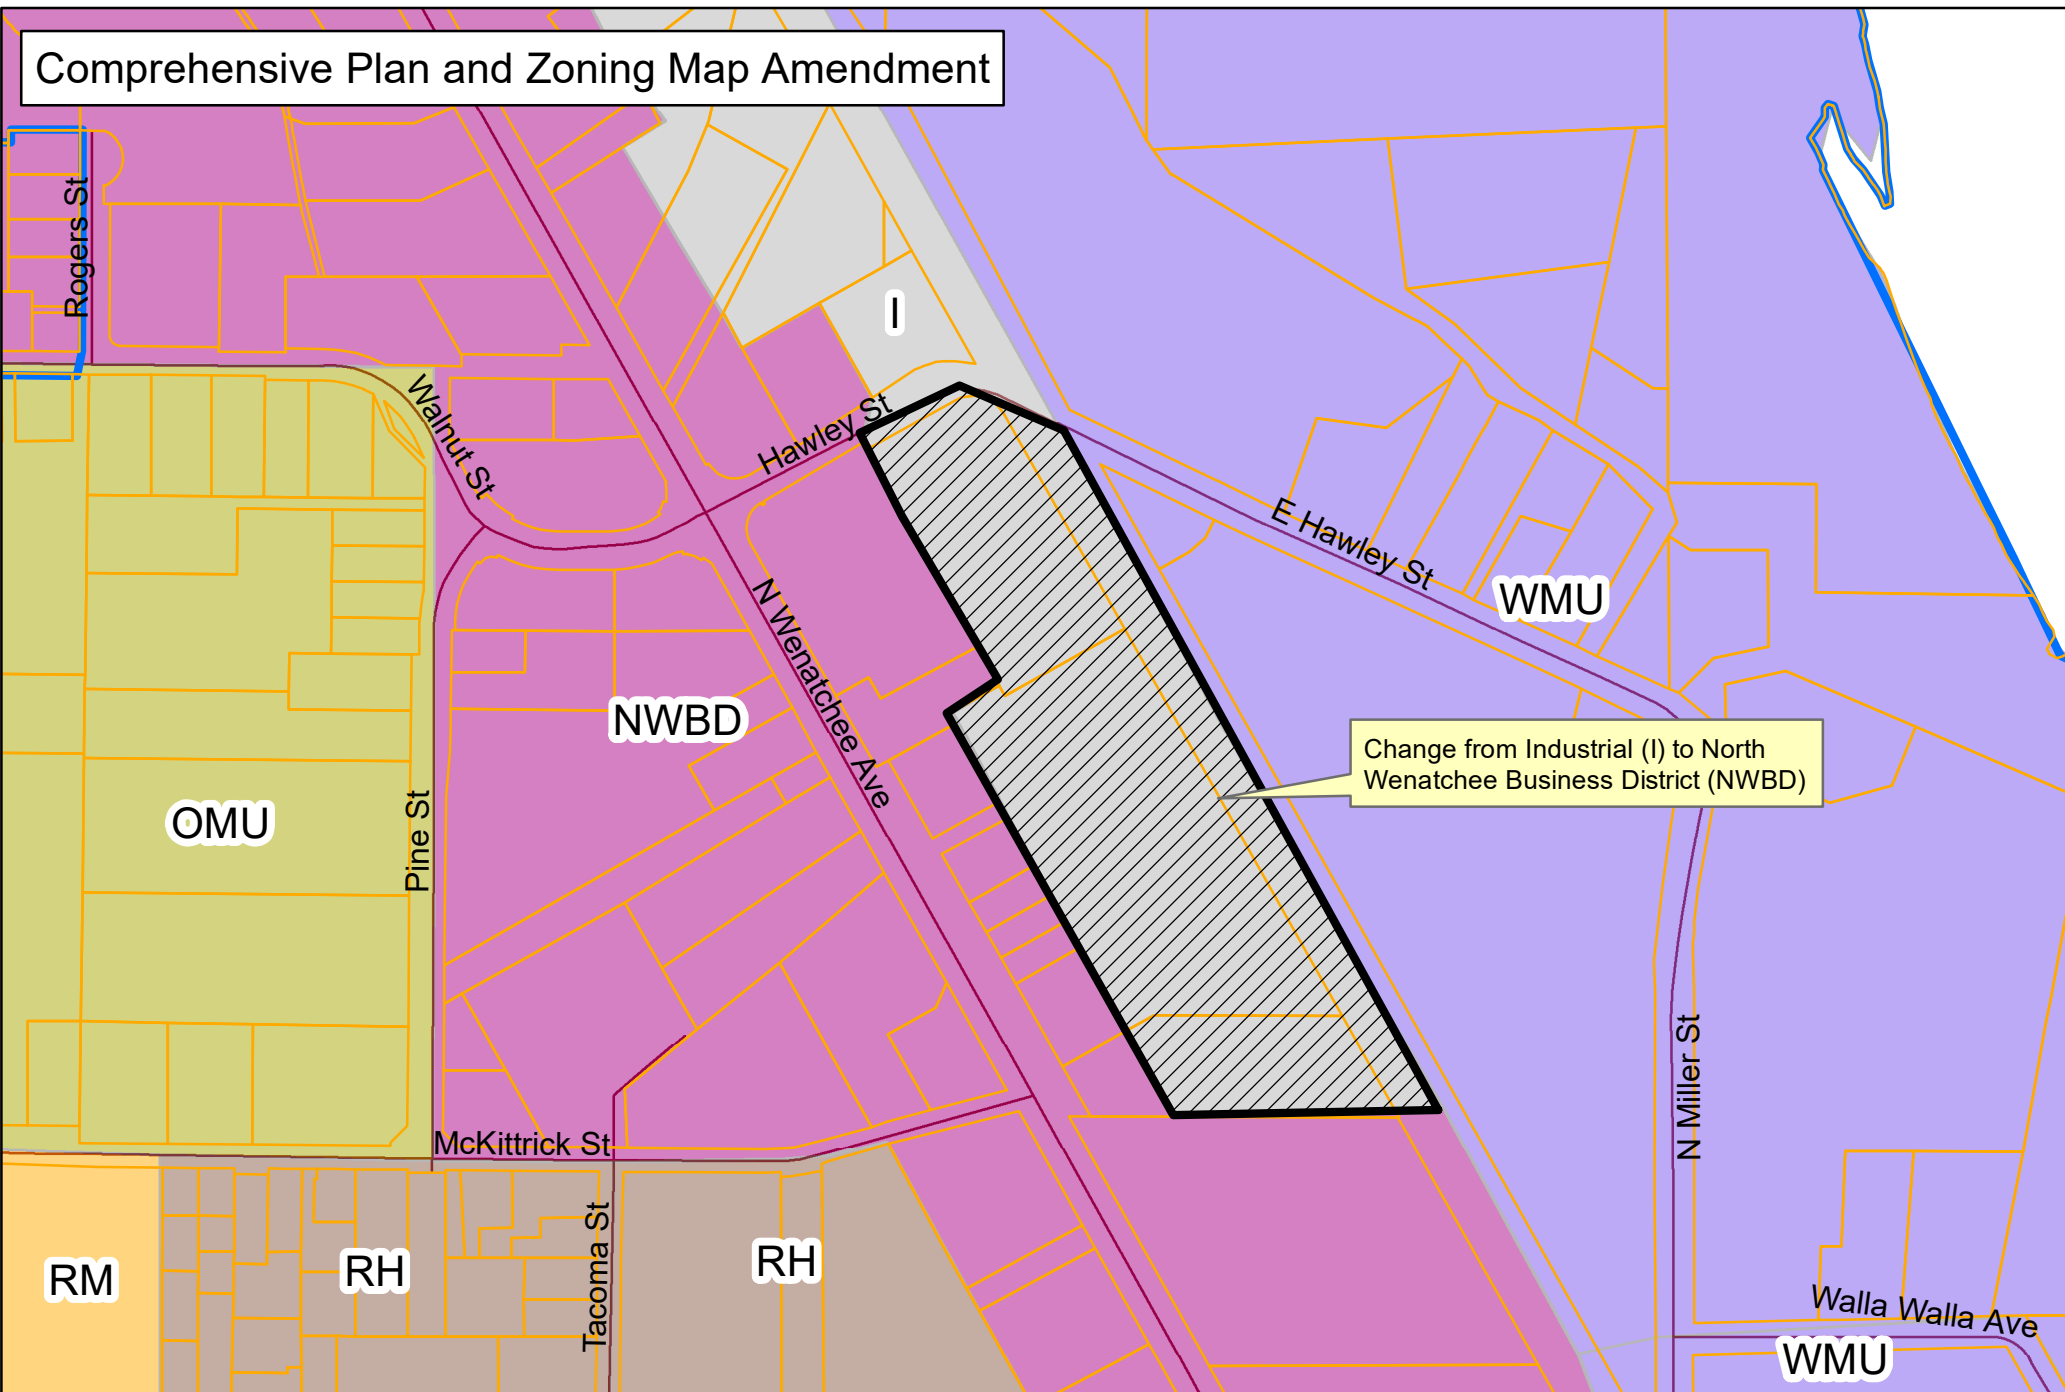 Comprehensive Plan and Zoning Map Amendment
Rogers St
I
Walnut St
Hawley St
E Hawley St
WMU
N Wenatchee Ave
NWBD
Change from Industrial (I) to North
Wenatchee Business District (NWBD)
OMU
Pine St
N Miller St
McKittrick St
Tacoma St
RM
RH
RH
Walla Walla Ave
WMU